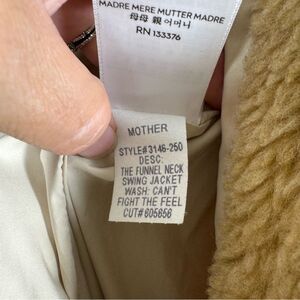 MADRE MERE MUTTER MADRE
母母 親 어머니
RN 133376
MOTHER
STYLE#3146-250
DESC:
THE FUNNEL NECK
SWING JACKET
WASH: CAN'T
FIGHT THE FEEL
CUT#805856